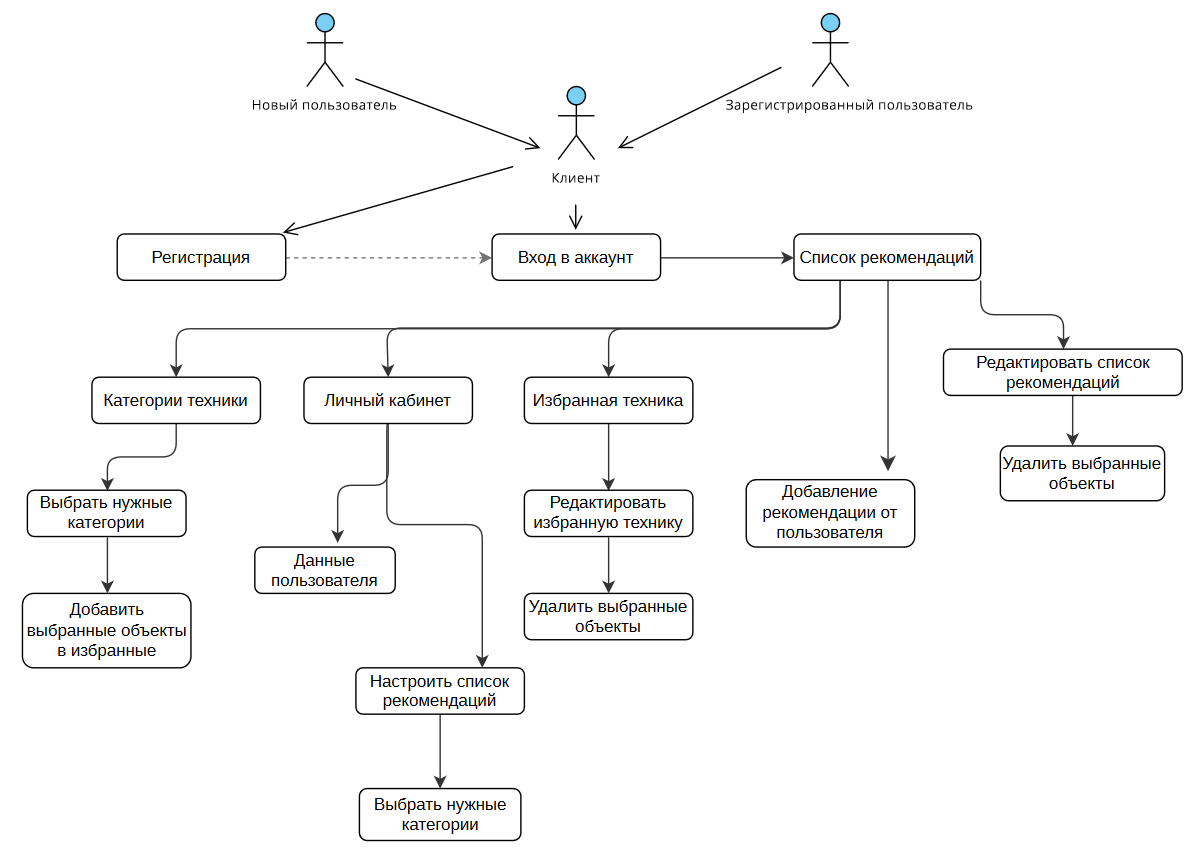 Новый пользователь
Зарегистрированный пользователь
Клиент
Регистрация
Вход в аккаунт
Список рекомендаций
Редактировать список
рекомендаций
Категории техники
Личный кабинет
Избранная техника
Удалить выбранные
объекты
Выбрать нужные
категории
Редактировать
избранную технику
Добавление
рекомендации от
пользователя
Данные
пользователя
Добавить
выбранные объекты
в избранные
Удалить выбранные
объекты
Настроить список
рекомендаций
Выбрать нужные
категории